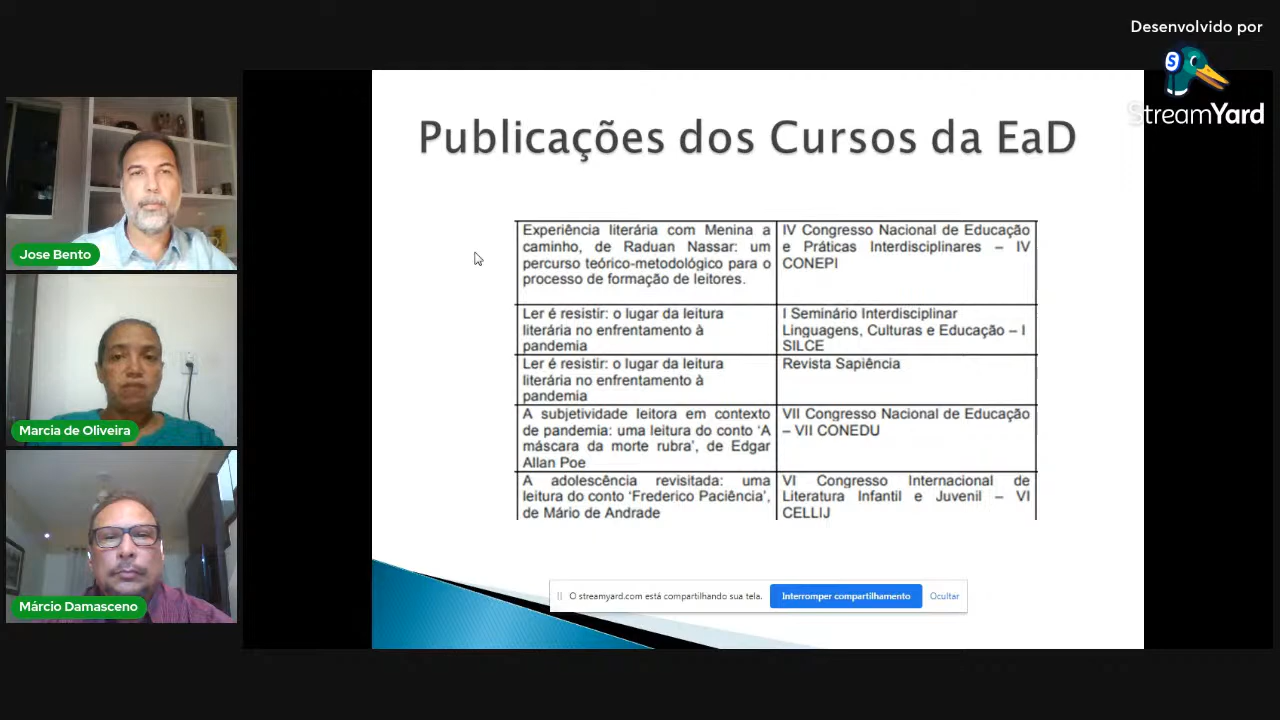 Desenvolvido por
StreamYard
Jose Bento
Marcia de Oliveira
Márcio Damasceno
Publicações dos Cursos da EaD
Experiência literária com Menina a
caminho, de Raduan Nassar: um
percurso teórico-metodológico para o
processo de formação de leitores.
IV Congresso Nacional de Educação
e Práticas Interdisciplinares – IV
CONEPI
Ler é resistir: o lugar da leitura
literária no enfrentamento à
pandemia
I Seminário Interdisciplinar
Linguagens, Culturas e Educação – I
SILCE
Ler é resistir: o lugar da leitura
literária no enfrentamento à
pandemia
Revista Sapiência
A subjetividade leitora em contexto
de pandemia: uma leitura do conto ‘A
máscara da morte rubra’, de Edgar
Allan Poe
VII Congresso Nacional de Educação
– VII CONEDU
A adolescência revisitada: uma
leitura do conto ‘Frederico Paciência’,
de Mário de Andrade
VI Congresso Internacional de
Literatura Infantil e Juvenil – VI
CELLIJ
O streamyard.com está compartilhando sua tela.
Interromper compartilhamento
Ocultar